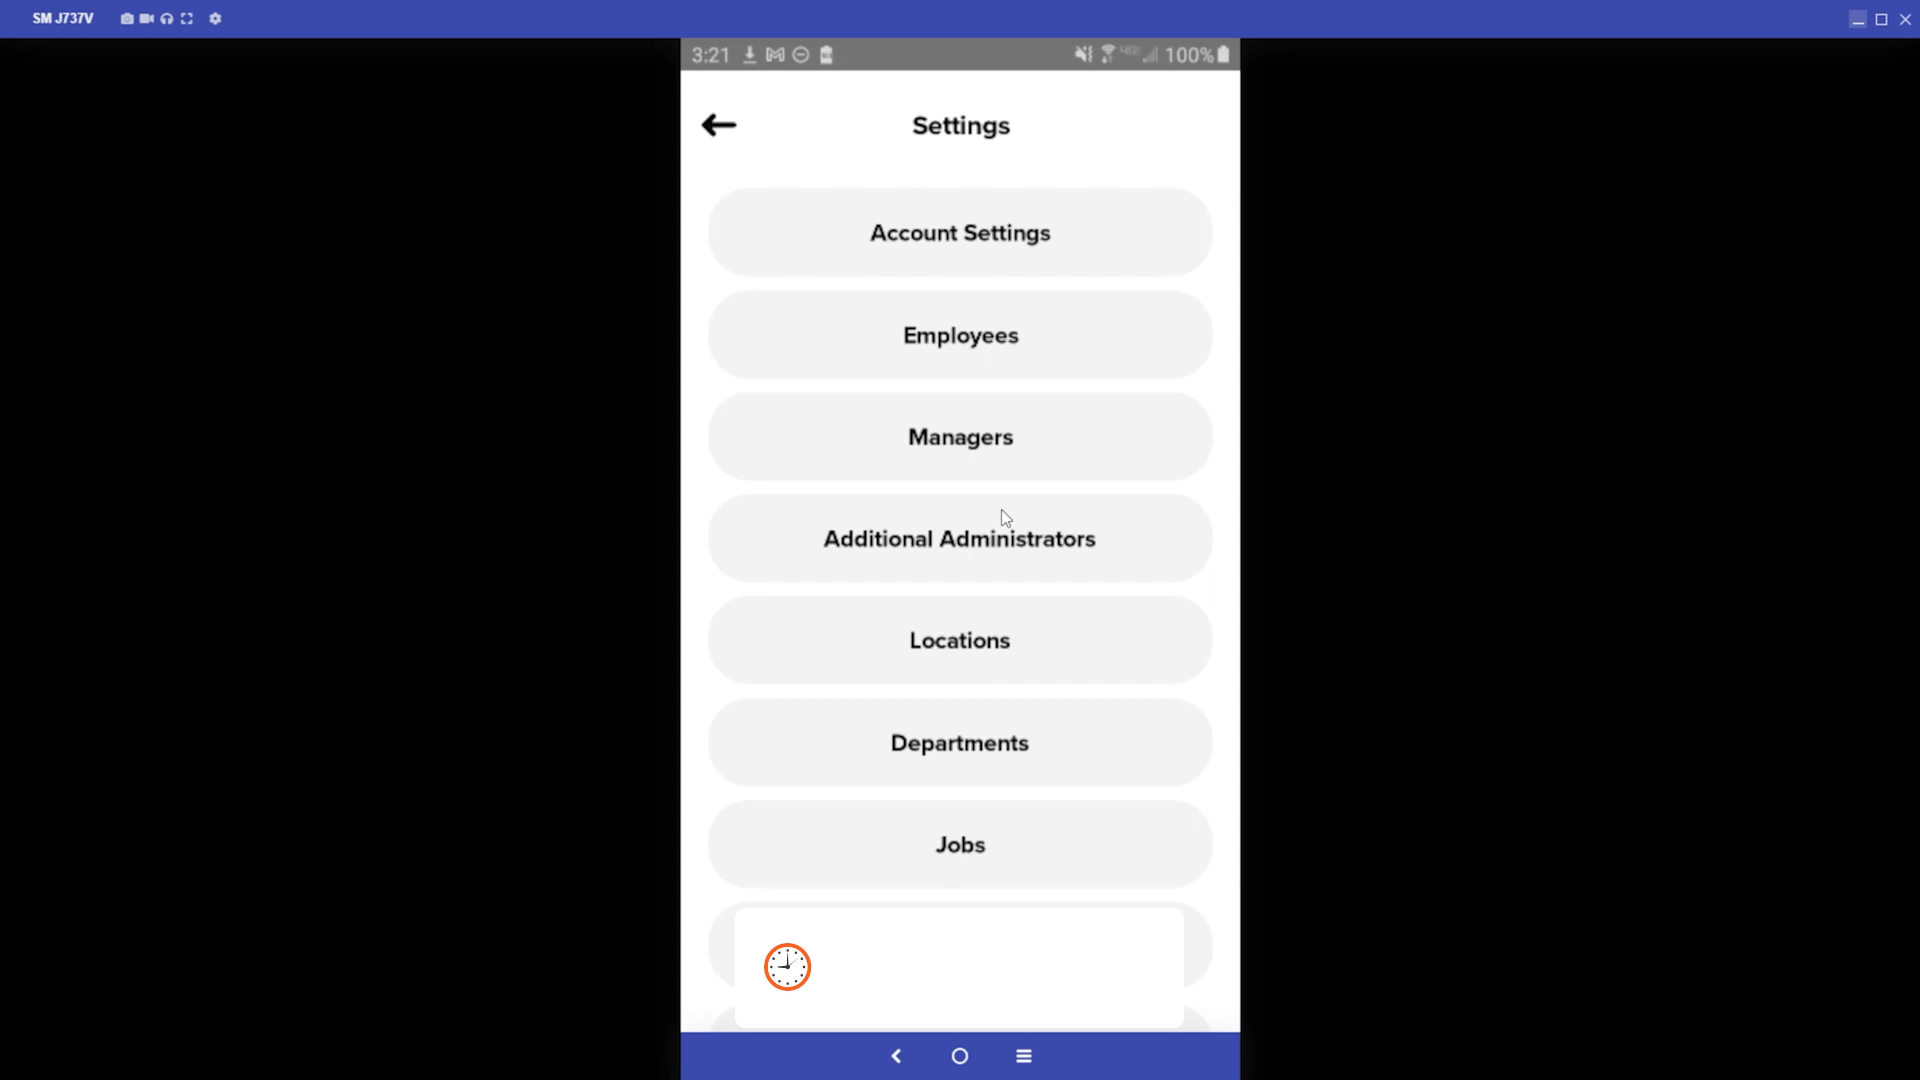 SM J737V
3:21 100%
Settings
Account Settings
Employees
Managers
Additional Administrators
Locations
Departments
Jobs